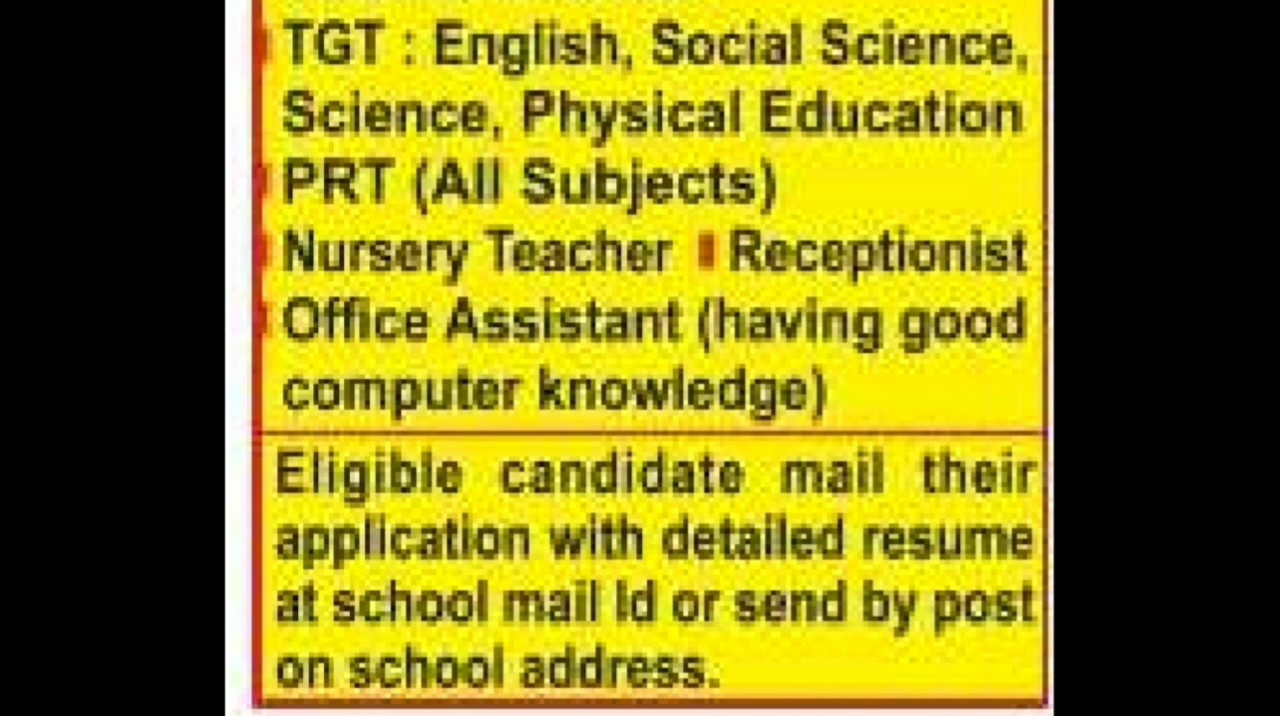 TGT : English, Social Science,
Science, Physical Education
PRT (All Subjects)
Nursery Teacher Receptionist
Office Assistant (having good
computer knowledge)
Eligible candidate mail their
application with detailed resume
at school mail Id or send by post
on school address.